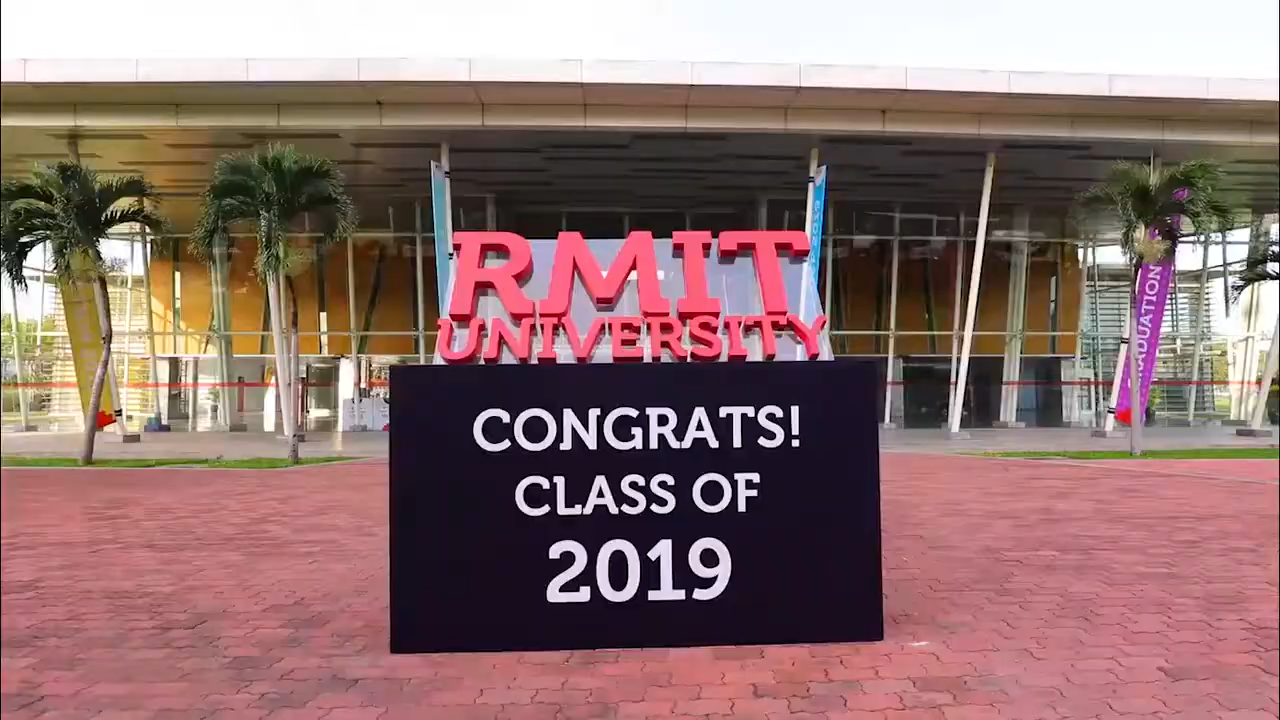 RMIT
UNIVERSITY
CONGRATS!
CLASS OF
2019
GRADUATION